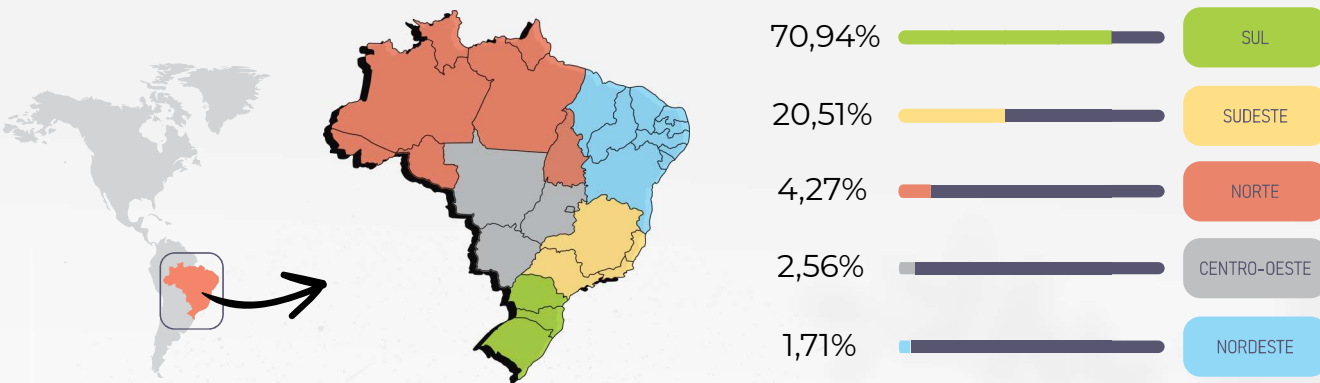 70,94% SUL
20,51% SUDESTE
4,27% NORTE
2,56% CENTRO-OESTE
1,71% NORDESTE